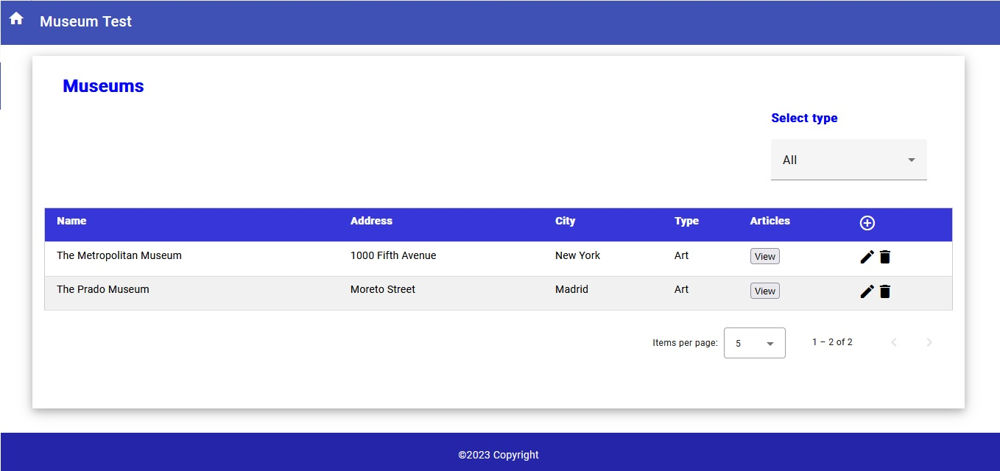 Museum Test
Museums
Select type
All
Name Address City Type Articles
The Metropolitan Museum 1000 Fifth Avenue New York Art View
The Prado Museum Moreto Street Madrid Art View
Items per page: 5 1 – 2 of 2
©2023 Copyright